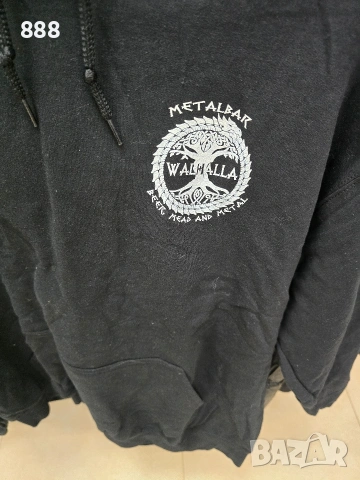 888
METALBAR
WALHALLA
BEER, MEAD AND METAL
BAZAR